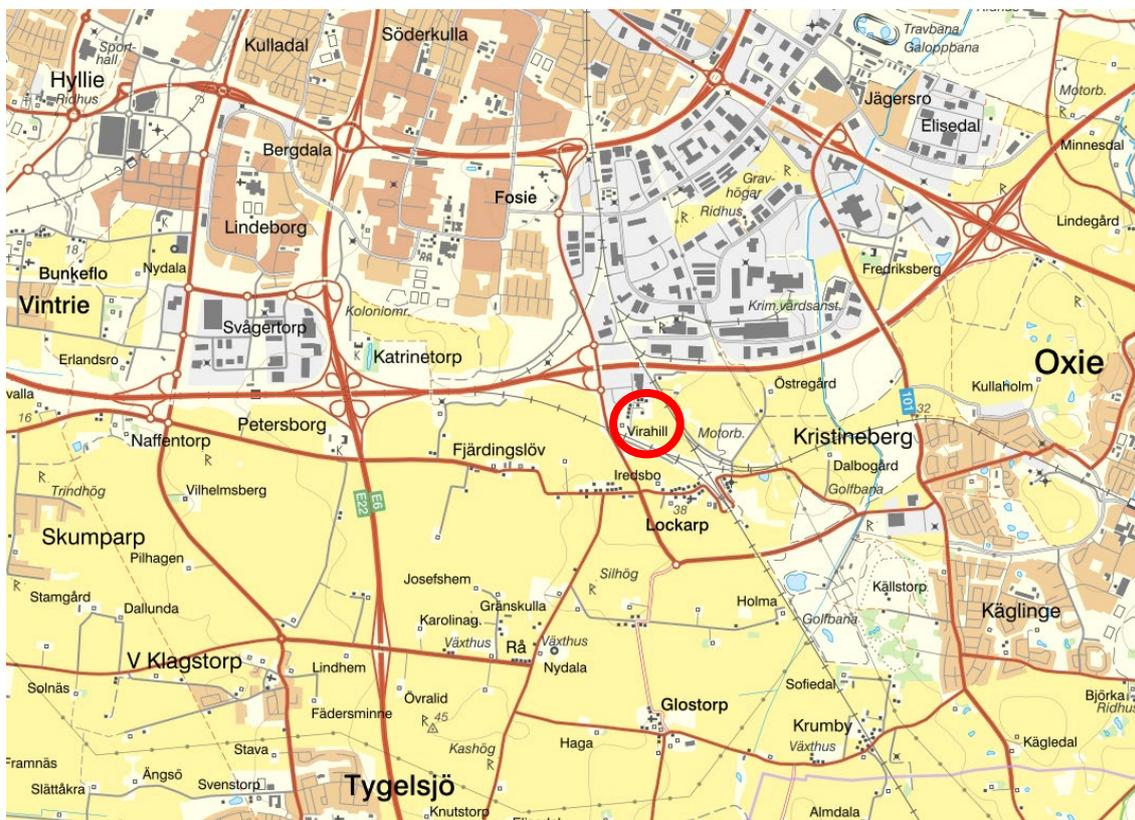 Ridhus
Travbana
Galoppbana
Söderkulla
Kulladal
Sport-
hall
Hyllie
Ridhus
Jägersro
Motorb.
Elisedal
Minnesdal
Bergdala
Grav-
högar
Ridhus
Fosie
Lindeborg
Lindegård
18
K
Bunkeflo
Nydala
Fredriksberg
Vintrie
Koloniomr.
Krim.vårdsanst.
R
Svågertorp
Erlandsro
K
Katrinetorp
Oxie
Östregård
Kullaholm
valla
16
101
32
Petersborg
Naffentorp
K
Virahill
Motorb.
Kristineberg
Fjärdingslöv
Dalbogård
Iredsbo
Golfbana
R
Trindhög
Vilhelmsberg
E6
E22
38
Lockarp
R
Skumparp
Pilhagen
Silhög
R
Josefshem
Källstorp
Stamgård
Dallunda
Gränskulla
Holma
Käglinge
Karolinag.
Växthus
Rå
Växthus
Golfbana
V Klagstorp
Lindhem
Nydala
Solnäs
Övralid
Sofiedal
Björka
Ridhus
Fädersminne
R
45
Glostorp
Krumby
Stava
Kashög
R
Haga
Växthus
Kägledal
Framnäs
Ängsö
Slättåkra
Svenstorp
Tygelsjö
Knutstorp
Almdala